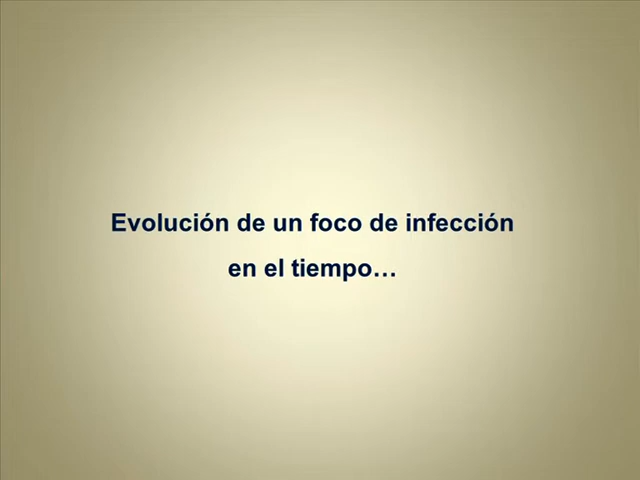 Evolución de un foco de infección
en el tiempo…